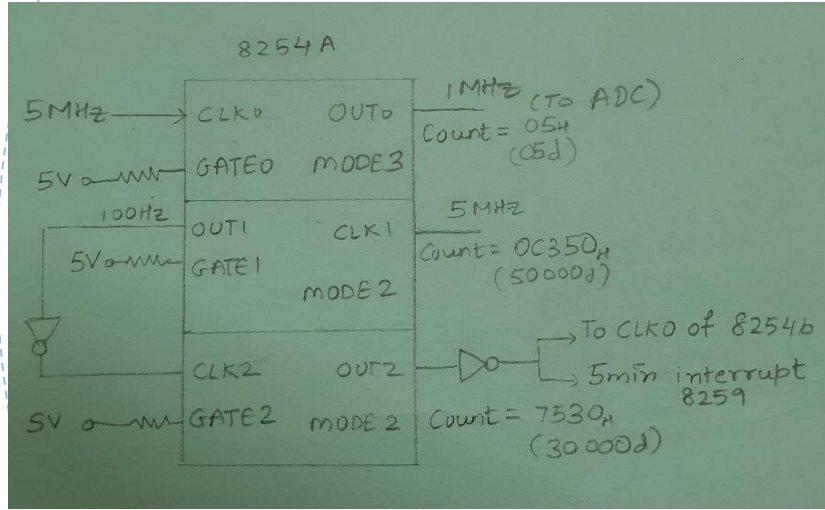 8254A
5MHz CLK0 OUT0 1MHz (TO ADC)
Count = 05H
(05d)
5V GATE0 MODE3
100Hz OUT1 CLK1 5MHz
5V GATE1 Count = 0C350H
(50000d)
MODE2
To CLK0 of 8254b
CLK2 OUT2 5min interrupt
8259
5V GATE2 MODE 2 Count = 7530H
(30000d)